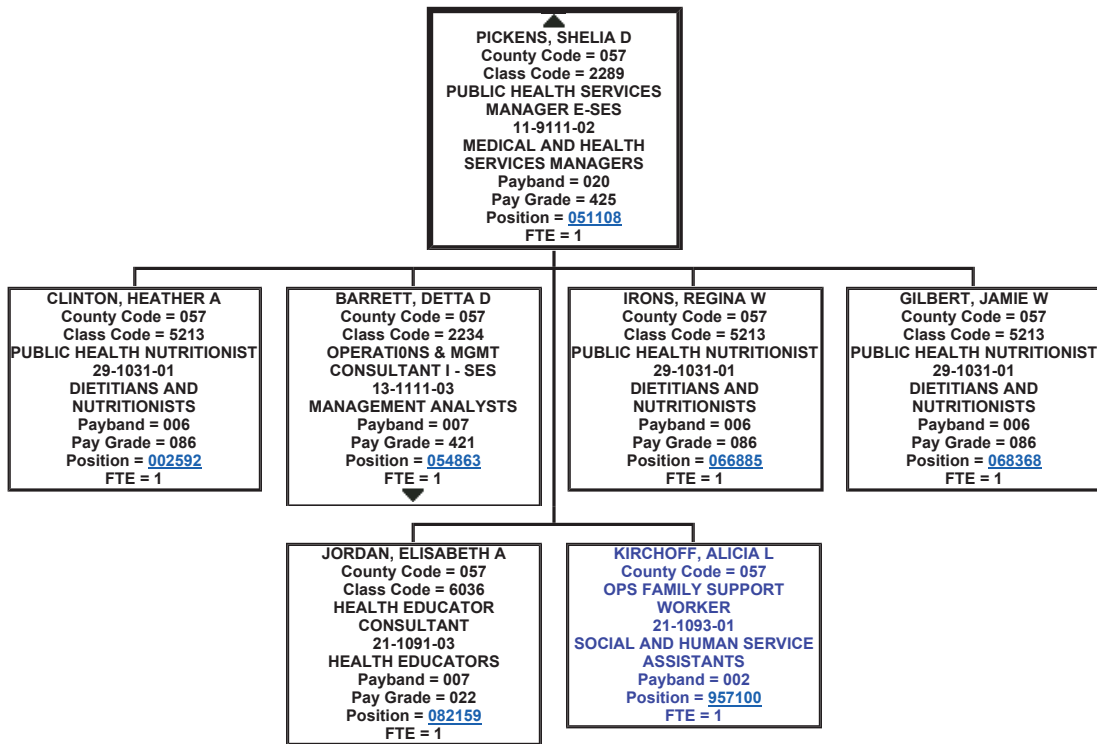 PICKENS, SHELIA D
County Code = 057
Class Code = 2289
PUBLIC HEALTH SERVICES
MANAGER E-SES
11-9111-02
MEDICAL AND HEALTH
SERVICES MANAGERS
Payband = 020
Pay Grade = 425
Position = 051108
FTE = 1
CLINTON, HEATHER A
County Code = 057
Class Code = 5213
PUBLIC HEALTH NUTRITIONIST
29-1031-01
DIETITIANS AND
NUTRITIONISTS
Payband = 006
Pay Grade = 086
Position = 002592
FTE = 1
BARRETT, DETTA D
County Code = 057
Class Code = 2234
OPERATI0NS & MGMT
CONSULTANT I - SES
13-1111-03
MANAGEMENT ANALYSTS
Payband = 007
Pay Grade = 421
Position = 054863
FTE = 1
IRONS, REGINA W
County Code = 057
Class Code = 5213
PUBLIC HEALTH NUTRITIONIST
29-1031-01
DIETITIANS AND
NUTRITIONISTS
Payband = 006
Pay Grade = 086
Position = 066885
FTE = 1
GILBERT, JAMIE W
County Code = 057
Class Code = 5213
PUBLIC HEALTH NUTRITIONIST
29-1031-01
DIETITIANS AND
NUTRITIONISTS
Payband = 006
Pay Grade = 086
Position = 068368
FTE = 1
JORDAN, ELISABETH A
County Code = 057
Class Code = 6036
HEALTH EDUCATOR
CONSULTANT
21-1091-03
HEALTH EDUCATORS
Payband = 007
Pay Grade = 022
Position = 082159
FTE = 1
KIRCHOFF, ALICIA L
County Code = 057
OPS FAMILY SUPPORT
WORKER
21-1093-01
SOCIAL AND HUMAN SERVICE
ASSISTANTS
Payband = 002
Position = 957100
FTE = 1